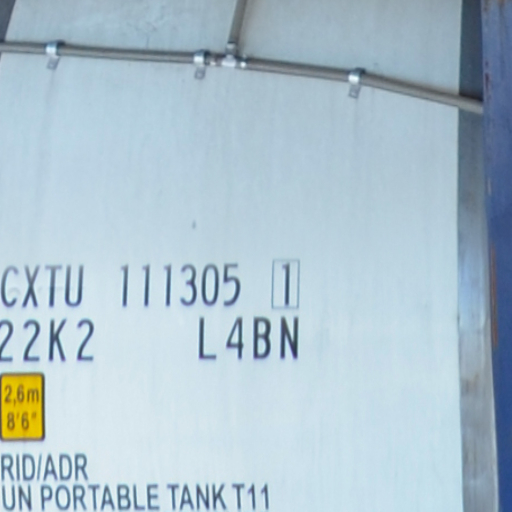 CXTU 111305 1
22K2 L4BN
2,6m
8'6"
RID/ADR
UN PORTABLE TANK T11